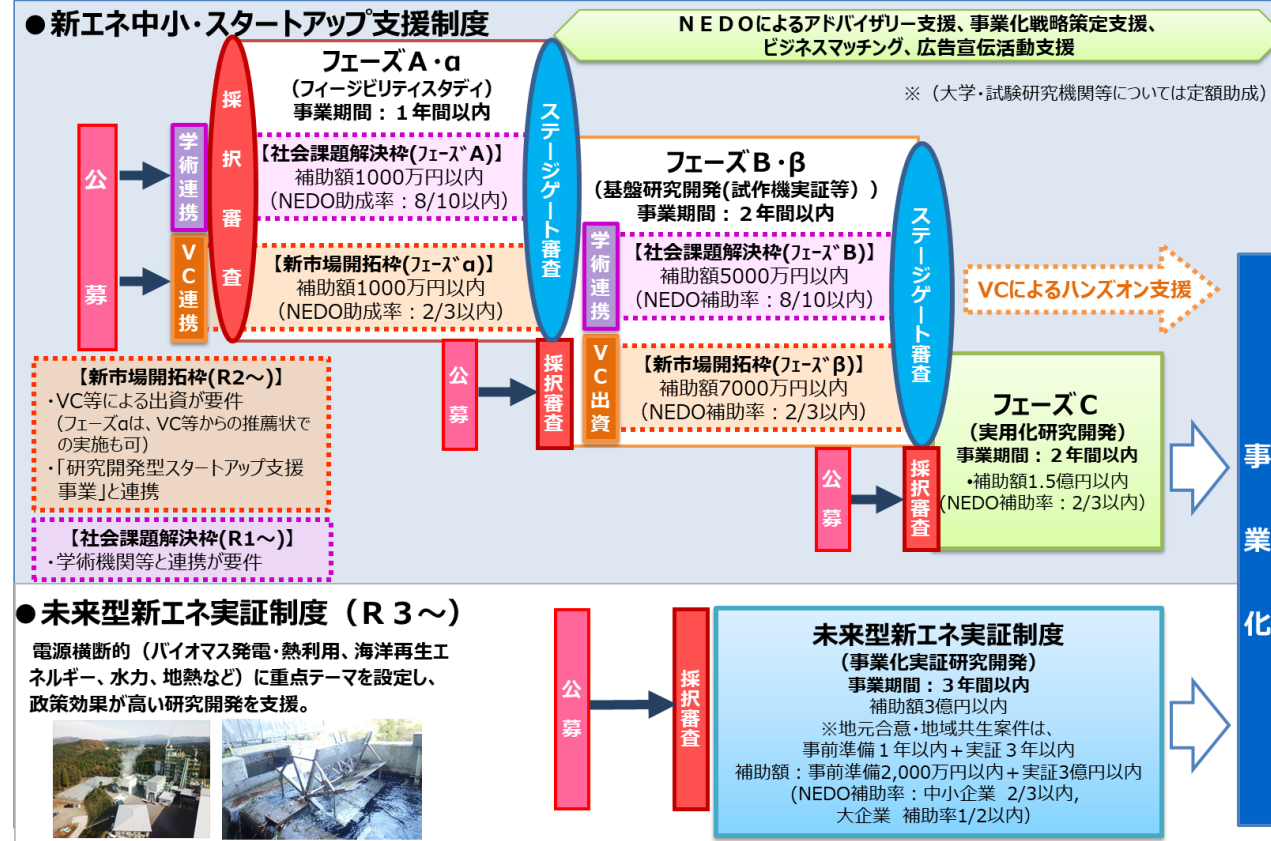 ●新エネ中小・スタートアップ支援制度
NEDOによるアドバイザリー支援、事業化戦略策定支援、
ビジネスマッチング、広告宣伝活動支援
※（大学・試験研究機関等については定額助成）
公募
学術連携
VC連携
採択審査
フェーズA・α
（フィージビリティスタディ）
事業期間：１年間以内
【社会課題解決枠(フェーズA)】
補助額1000万円以内
（NEDO助成率：8/10以内）
【新市場開拓枠(フェーズα)】
補助額1000万円以内
（NEDO助成率：2/3以内）
ステージゲート審査
公募
採択審査
フェーズB・β
（基盤研究開発(試作機実証等））
事業期間：２年間以内
学術連携
【社会課題解決枠(フェーズB)】
補助額5000万円以内
（NEDO補助率：8/10以内）
VC出資
【新市場開拓枠(フェーズβ)】
補助額7000万円以内
（NEDO補助率：2/3以内）
ステージゲート審査
VCによるハンズオン支援
公募
採択審査
フェーズC
（実用化研究開発）
事業期間：２年間以内
・補助額1.5億円以内
（NEDO補助率：2/3以内）
事業化
【新市場開拓枠(R2～)】
・VC等による出資が要件
(フェーズαは、VC等からの推薦状で
の実施も可)
・「研究開発型スタートアップ支援
事業」と連携
【社会課題解決枠(R1～)】
・学術機関等と連携が要件
●未来型新エネ実証制度（R３～）
電源横断的（バイオマス発電・熱利用、海洋再生エ
ネルギー、水力、地熱など）に重点テーマを設定し、
政策効果が高い研究開発を支援。
公募
採択審査
未来型新エネ実証制度
（事業化実証研究開発）
事業期間：３年間以内
補助額3億円以内
※地元合意・地域共生案件は、
事前準備１年以内＋実証３年以内
補助額：事前準備2,000万円以内＋実証3億円以内
（NEDO補助率：中小企業 2/3以内,
大企業 補助率1/2以内）